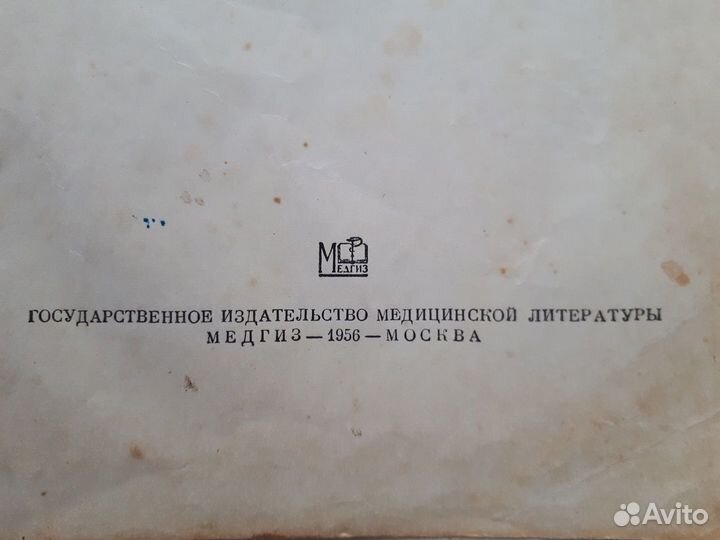 МЕДГИЗ
ГОСУДАРСТВЕННОЕ ИЗДАТЕЛЬСТВО МЕДИЦИНСКОЙ ЛИТЕРАТУРЫ
МЕДГИЗ — 1956 — МОСКВА
Avito